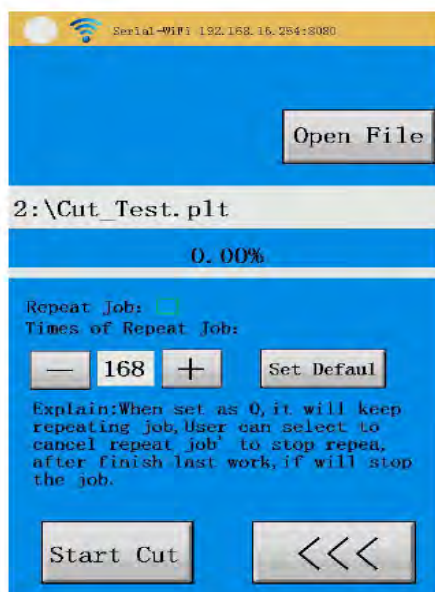 Serial-WiFi 192.168.16.254:8080
Open File
2:\Cut_Test.plt
0.00%
Repeat Job:
Times of Repeat Job:
— 168 +
Set Defaul
Explain:When set as 0,it will keep
repeating job,User can select to
cancel repeat job' to stop repea,
after finish last work,if will stop
the job.
Start Cut
<<<